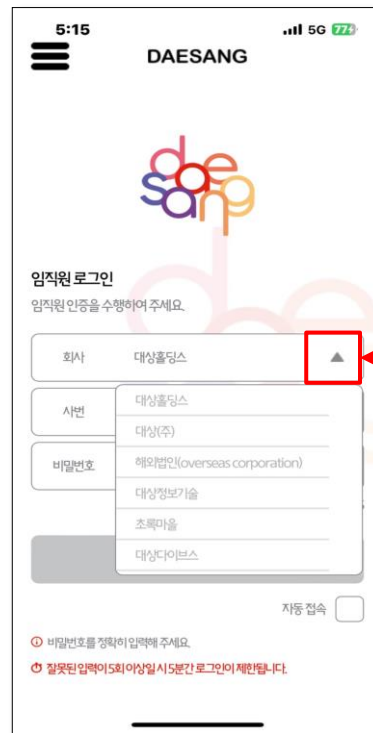 5:15 5G 77
DAESANG
dae
sang
임직원 로그인
임직원 인증을 수행하여 주세요.
회사 대상홀딩스
사번
비밀번호
대상홀딩스
대상(주)
해외법인(overseas corporation)
대상정보기술
초록마을
대상다이브스
자동 접속
비밀번호를 정확히 입력해 주세요.
잘못된 입력이 5회 이상일 시 5분간 로그인이 제한됩니다.